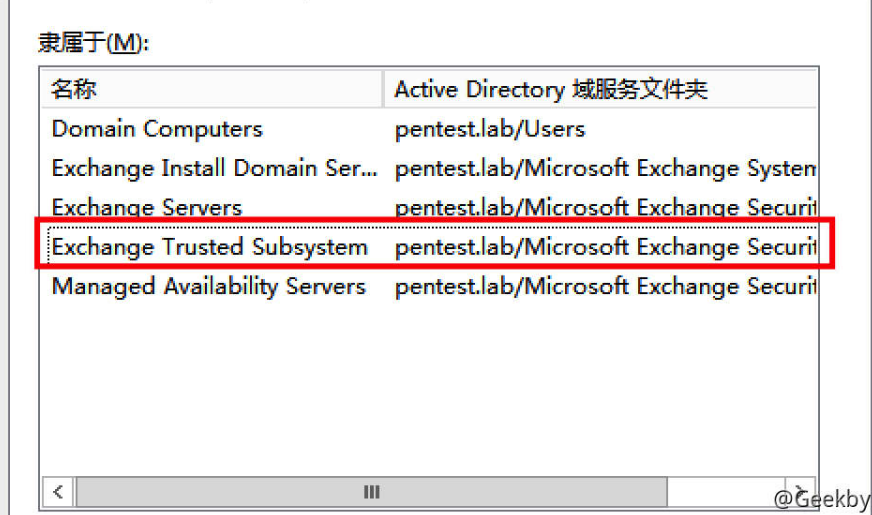 隶属于(M):
名称 Active Directory 域服务文件夹
Domain Computers pentest.lab/Users
Exchange Install Domain Ser... pentest.lab/Microsoft Exchange System
Exchange Servers pentest.lab/Microsoft Exchange Securit
Exchange Trusted Subsystem pentest.lab/Microsoft Exchange Securit
Managed Availability Servers pentest.lab/Microsoft Exchange Securit
@Geekby